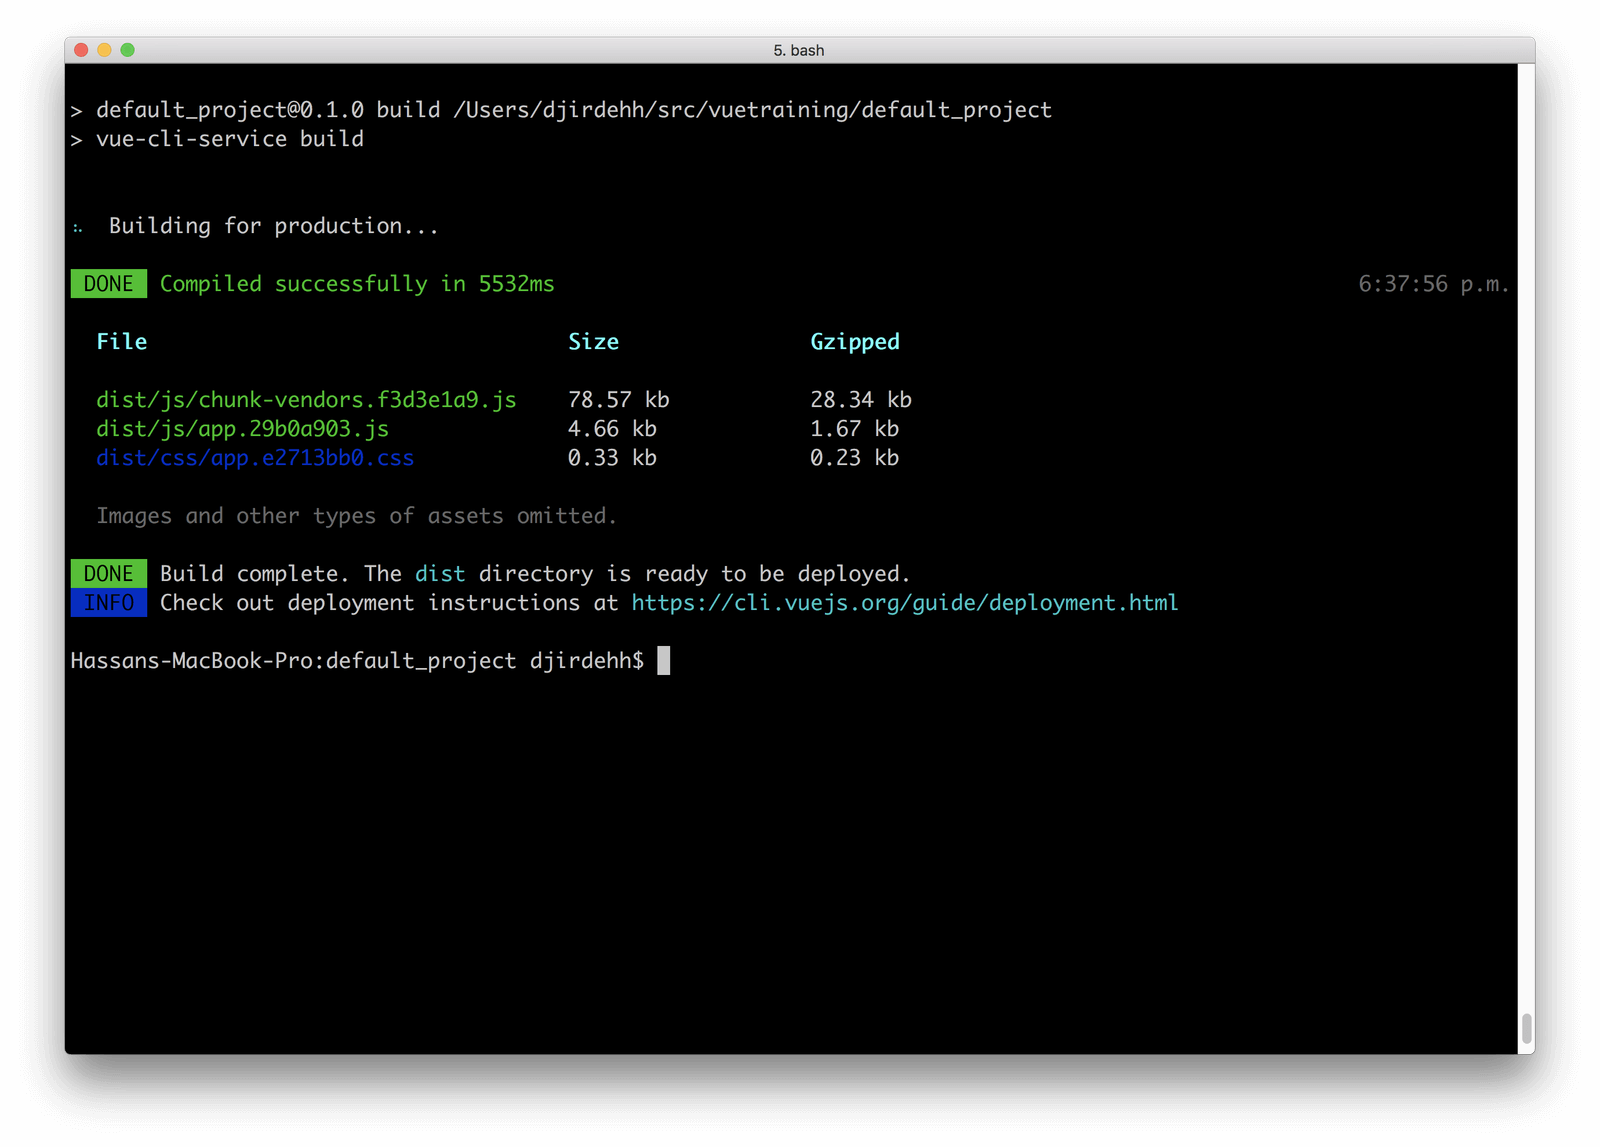 5. bash
> default_project@0.1.0 build /Users/djirdehh/src/vuetraining/default_project
> vue-cli-service build
⠦  Building for production...
DONE  Compiled successfully in 5532ms 6:37:56 p.m.
File Size Gzipped
dist/js/chunk-vendors.f3d3e1a9.js 78.57 kb 28.34 kb
dist/js/app.29b0a903.js 4.66 kb 1.67 kb
dist/css/app.e2713bb0.css 0.33 kb 0.23 kb
Images and other types of assets omitted.
DONE  Build complete. The dist directory is ready to be deployed.
INFO  Check out deployment instructions at https://cli.vuejs.org/guide/deployment.html
Hassans-MacBook-Pro:default_project djirdehh$